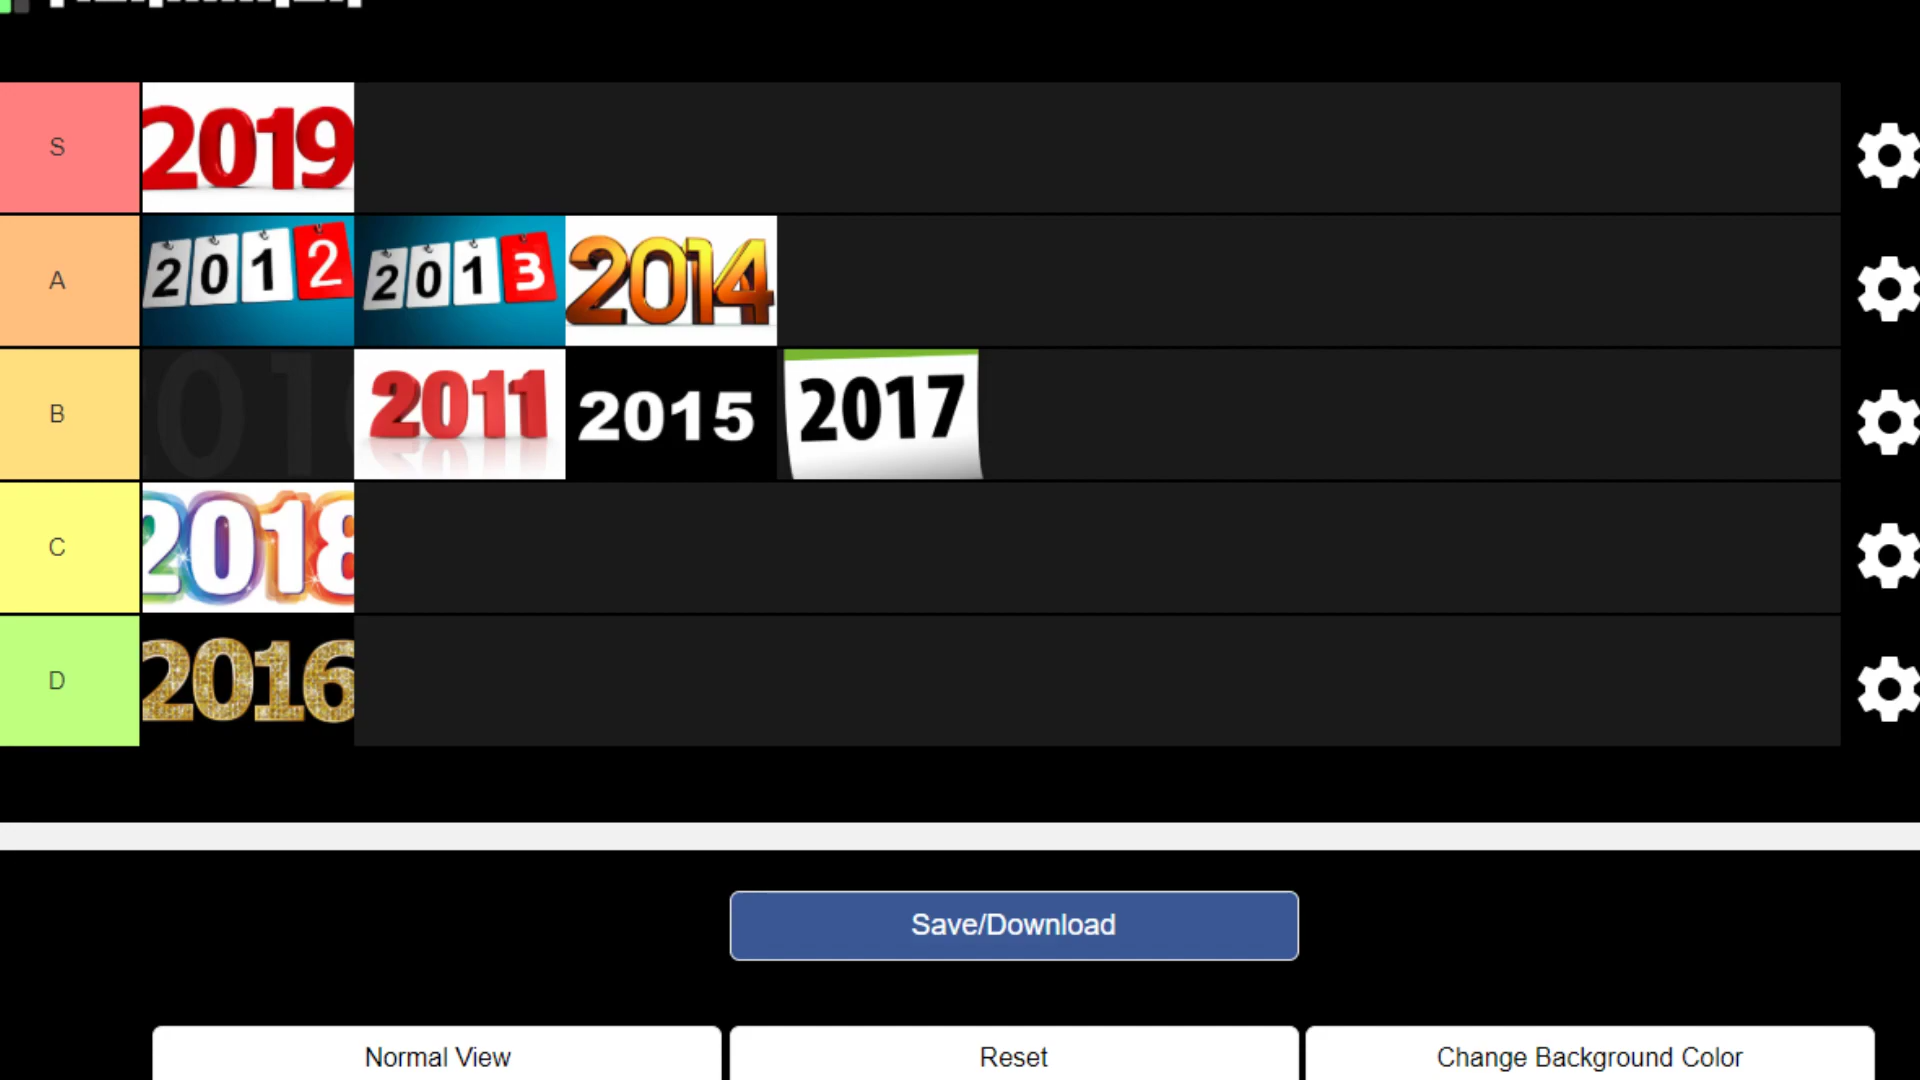 S
2019
A
2012 2013 2014
B
2011 2015 2017
C
2018
D
2016
Save/Download
Normal View Reset Change Background Color